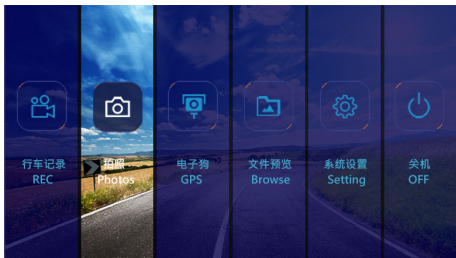 行车记录
REC
拍照
Photos
电子狗
GPS
文件预览
Browse
系统设置
Setting
关机
OFF